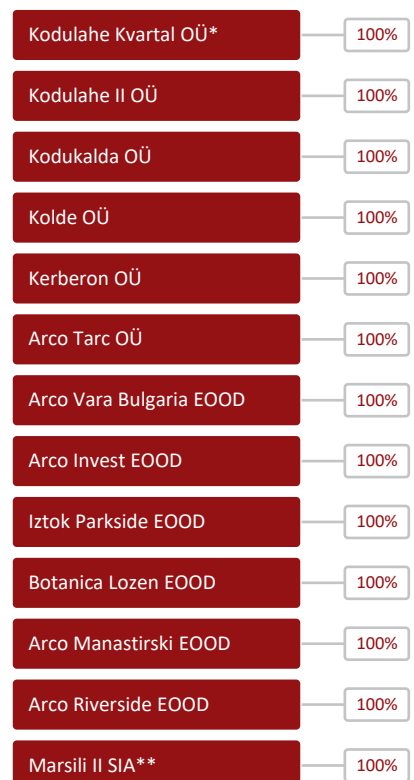 Kodulahe Kvartal OÜ* 100%
Kodulahe II OÜ 100%
Kodukalda OÜ 100%
Kolde OÜ 100%
Kerberon OÜ 100%
Arco Tarc OÜ 100%
Arco Vara Bulgaria EOOD 100%
Arco Invest EOOD 100%
Iztok Parkside EOOD 100%
Botanica Lozen EOOD 100%
Arco Manastirski EOOD 100%
Arco Riverside EOOD 100%
Marsili II SIA** 100%